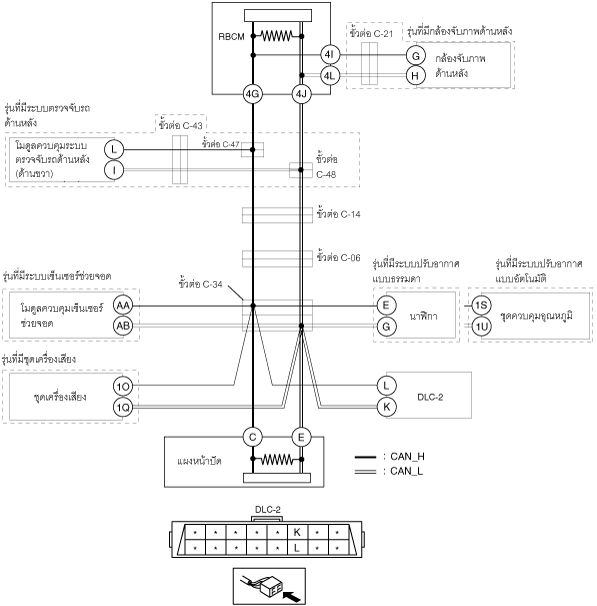 RBCM
ขั้วต่อ C-21
รุ่นที่มีกล้องจับภาพด้านหลัง
4I
G
กล้องจับภาพ
ด้านหลัง
4L
H
4G
4J
รุ่นที่มีระบบตรวจจับรถ
ด้านหลัง
ขั้วต่อ C-43
ขั้วต่อ C-47
โมดูลควบคุมระบบ
ตรวจจับรถด้านหลัง
(ด้านขวา)
L
I
ขั้วต่อ
C-48
ขั้วต่อ C-14
ขั้วต่อ C-06
รุ่นที่มีระบบเซ็นเซอร์ช่วยจอด
ขั้วต่อ C-34
รุ่นที่มีระบบปรับอากาศ
แบบธรรมดา
รุ่นที่มีระบบปรับอากาศ
แบบอัตโนมัติ
โมดูลควบคุมเซ็นเซอร์
ช่วยจอด
AA
AB
E
G
นาฬิกา
1S
1U
ชุดควบคุมอุณหภูมิ
รุ่นที่มีชุดเครื่องเสียง
ชุดเครื่องเสียง
1O
1Q
L
K
DLC-2
C
E
แผงหน้าปัด
: CAN_H
: CAN_L
DLC-2
* * * * * K * *
* * * * * L * *